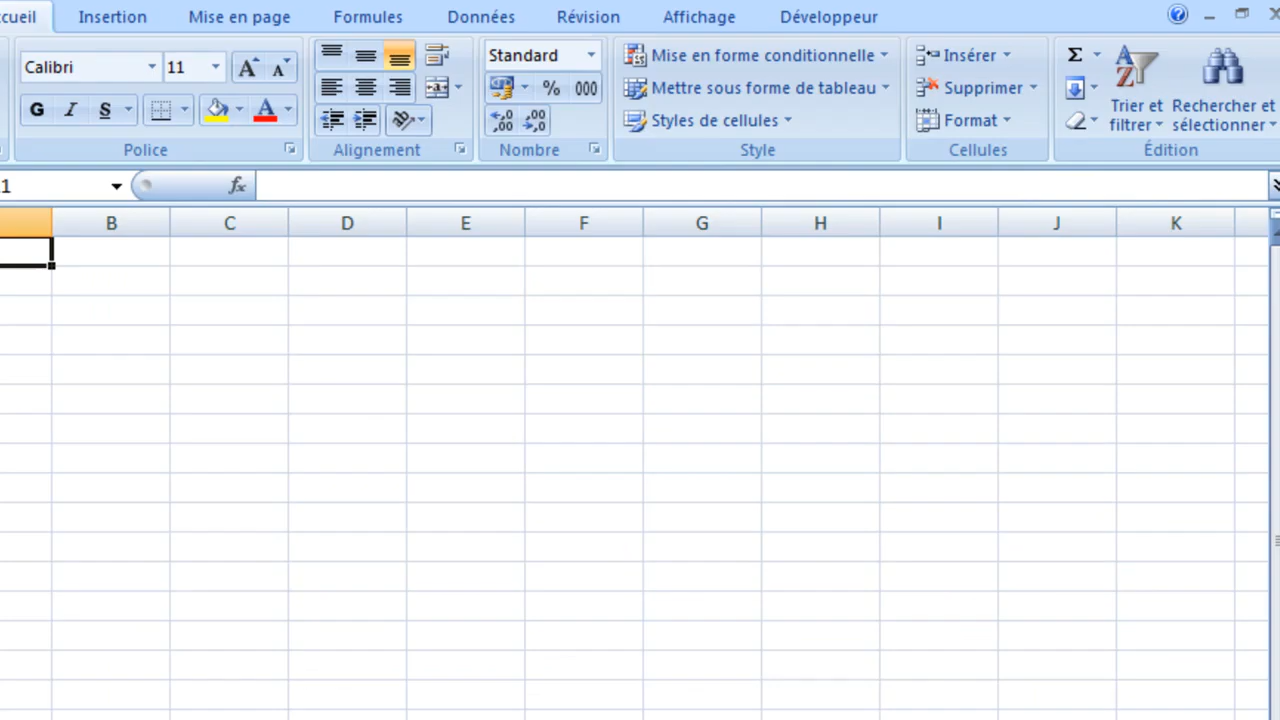 cueil Insertion Mise en page Formules Données Révision Affichage Développeur
Calibri 11 Standard Mise en forme conditionnelle Insérer Σ
A A % 000 Mettre sous forme de tableau Supprimer
G I S A ,00 ,00 Styles de cellules Format Trier et filtrer Rechercher et sélectionner
Police Alignement Nombre Style Cellules Édition
1 fx
B C D E F G H I J K